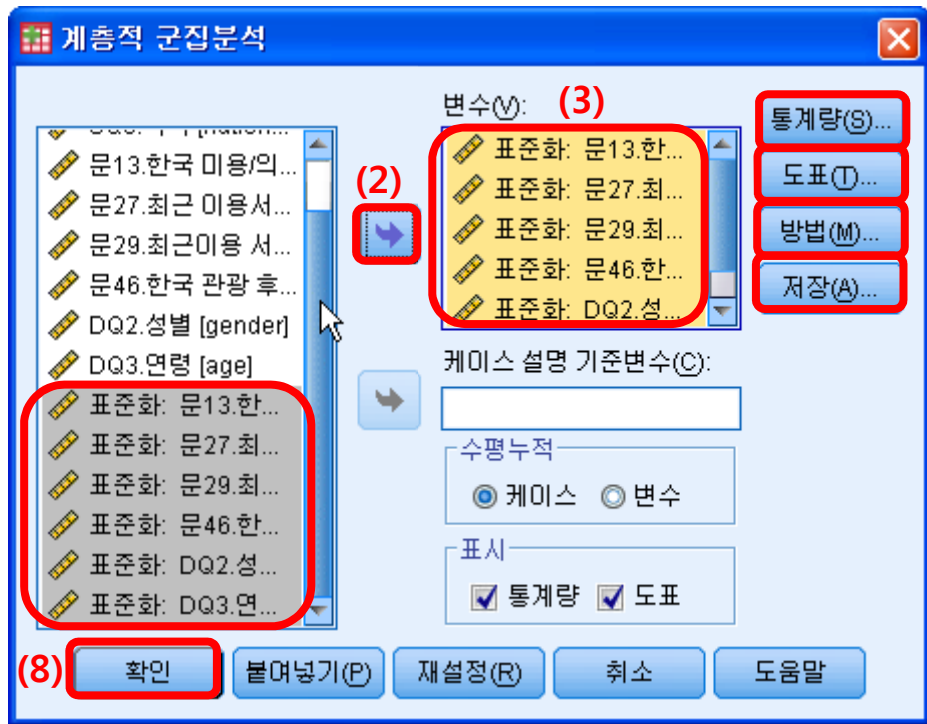 계층적 군집분석
변수(V): (3)
문13.한국 미용/의...
문27.최근 이용서...
문29.최근이용 서...
문46.한국 관광 후...
DQ2.성별 [gender]
DQ3.연령 [age]
표준화: 문13.한...
표준화: 문27.최...
표준화: 문29.최...
표준화: 문46.한...
표준화: DQ2.성...
표준화: DQ3.연...
(2)
표준화: 문13.한...
표준화: 문27.최...
표준화: 문29.최...
표준화: 문46.한...
표준화: DQ2.성...
통계량(S)...
도표(T)...
방법(M)...
저장(A)...
케이스 설명 기준변수(C):
수평누적
케이스 변수
표시
통계량 도표
(8) 확인 붙여넣기(P) 재설정(R) 취소 도움말